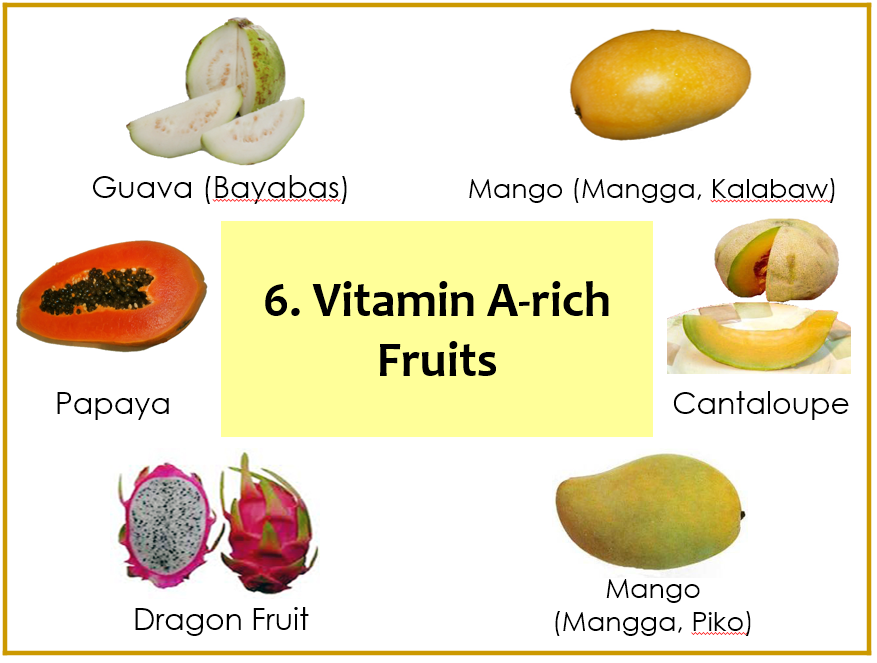 Guava (Bayabas)
Mango (Mangga, Kalabaw)
6. Vitamin A-rich
Fruits
Papaya
Cantaloupe
Dragon Fruit
Mango
(Mangga, Piko)